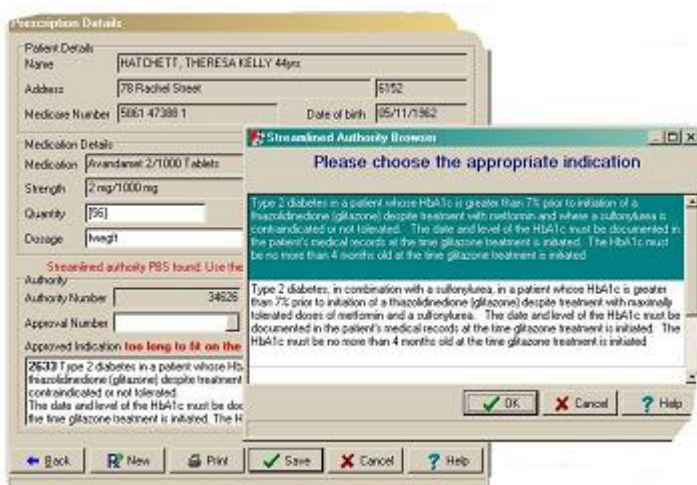 Prescription Details
Patient Details
Name HATCHETT, THERESA KELLY 44yrs
Address 78 Rachel Street 6152
Medicare Number 5861 47388 1 Date of birth 05/11/1962
Medication Details
Medication Avandamet 2/1000 Tablets
Strength 2 mg/1000 mg
Quantity [56]
Dosage
Streamlined authority PBS found. Use the
Authority
Authority Number 34626
Approval Number
Approved Indication too long to fit on the
2633 Type 2 diabetes in a patient whose Hb
thiazolidinedione (glitazone) despite treatment
contraindicated or not tolerated.
The date and level of the HbA1c must be doc
the time glitazone treatment is initiated. The H
Back New Print Save Cancel Help
Streamlined Authority Browser
Please choose the appropriate indication
Type 2 diabetes in a patient whose HbA1c is greater than 7% prior to initiation of a
thiazolidinedione (glitazone) despite treatment with metformin and where a sulfonylurea is
contraindicated or not tolerated. The date and level of the HbA1c must be documented in
the patient's medical records at the time glitazone treatment is initiated. The HbA1c must
be no more than 4 months old at the time glitazone treatment is initiated
Type 2 diabetes, in combination with a sulfonylurea, in a patient whose HbA1c is greater
than 7% prior to initiation of a thiazolidinedione (glitazone) despite treatment with maximally
tolerated doses of metformin and a sulfonylurea. The date and level of the HbA1c must be
documented in the patient's medical records at the time glitazone treatment is initiated. The
HbA1c must be no more than 4 months old at the time glitazone treatment is initiated
OK Cancel Help